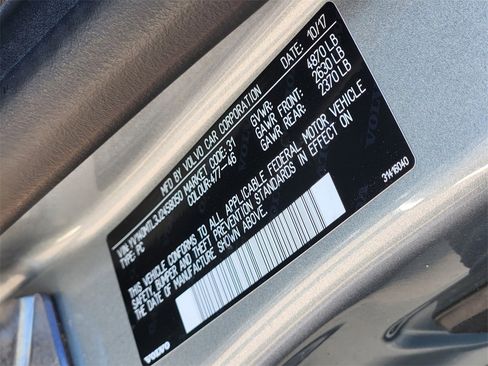 MFD. BY VOLVO CAR CORPORATION
DATE: 10/17
MARKET CODE: 31
COLOUR:477-46
TYPE: PC
GVWR: 4870 LB
GAWR FRONT: 2630 LB
GAWR REAR: 2370 LB
THIS VEHICLE CONFORMS TO ALL APPLICABLE FEDERAL MOTOR VEHICLE
SAFETY, BUMPER AND THEFT PREVENTION STANDARDS IN EFFECT ON
THE DATE OF MANUFACTURE SHOWN ABOVE.
31416040
VOLVO